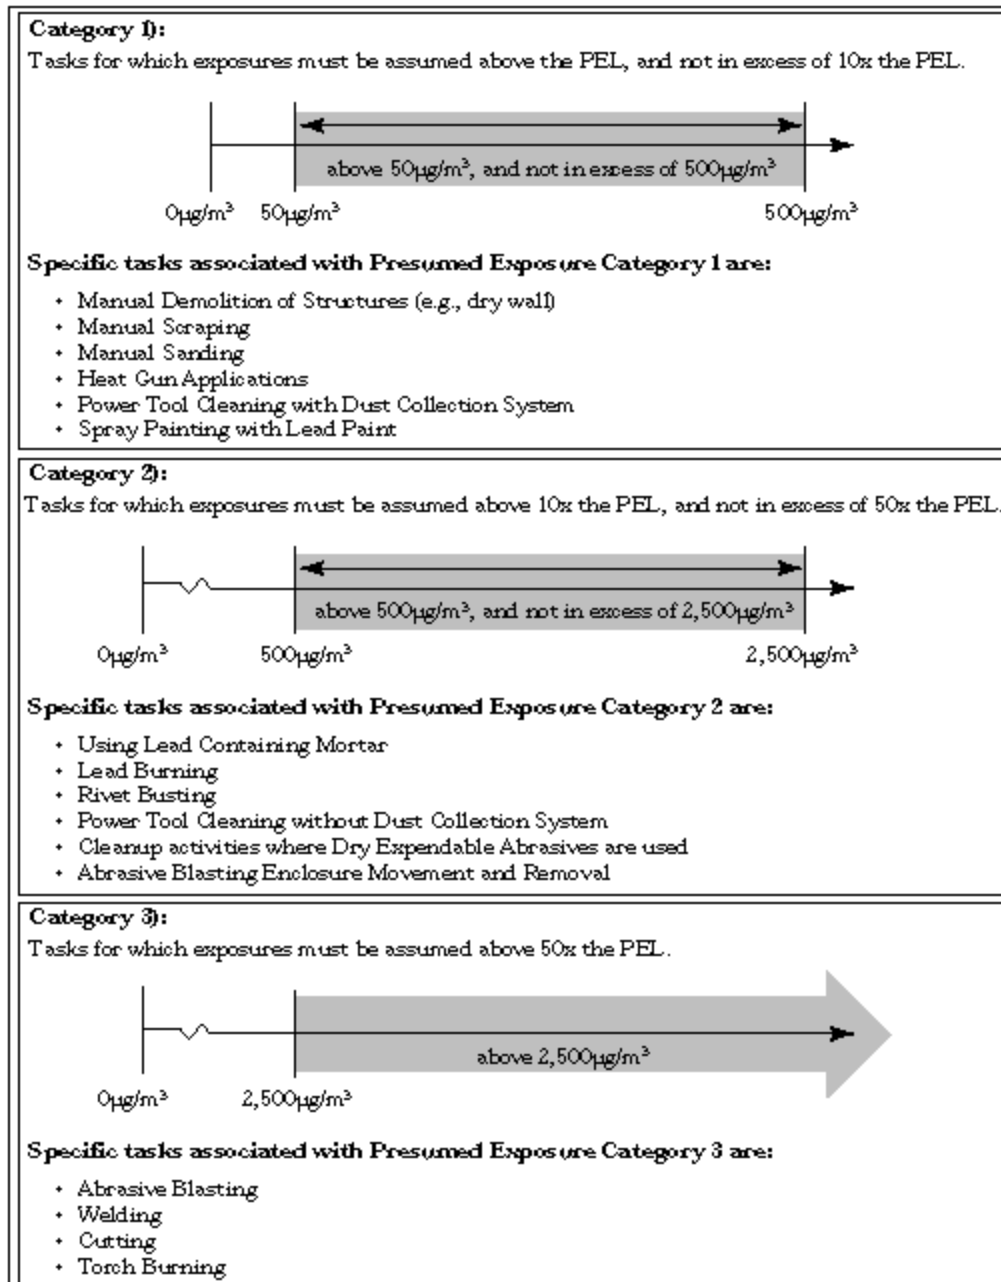 Category 1):
Tasks for which exposures must be assumed above the PEL, and not in excess of 10x the PEL.
above 50µg/m³, and not in excess of 500µg/m³
0µg/m³ 50µg/m³ 500µg/m³
Specific tasks associated with Presumed Exposure Category 1 are:
• Manual Demolition of Structures (e.g., dry wall)
• Manual Scraping
• Manual Sanding
• Heat Gun Applications
• Power Tool Cleaning with Dust Collection System
• Spray Painting with Lead Paint
Category 2):
Tasks for which exposures must be assumed above 10x the PEL, and not in excess of 50x the PEL.
above 500µg/m³, and not in excess of 2,500µg/m³
0µg/m³ 500µg/m³ 2,500µg/m³
Specific tasks associated with Presumed Exposure Category 2 are:
• Using Lead Containing Mortar
• Lead Burning
• Rivet Busting
• Power Tool Cleaning without Dust Collection System
• Cleanup activities where Dry Expendable Abrasives are used
• Abrasive Blasting Enclosure Movement and Removal
Category 3):
Tasks for which exposures must be assumed above 50x the PEL.
above 2,500µg/m³
0µg/m³ 2,500µg/m³
Specific tasks associated with Presumed Exposure Category 3 are:
• Abrasive Blasting
• Welding
• Cutting
• Torch Burning